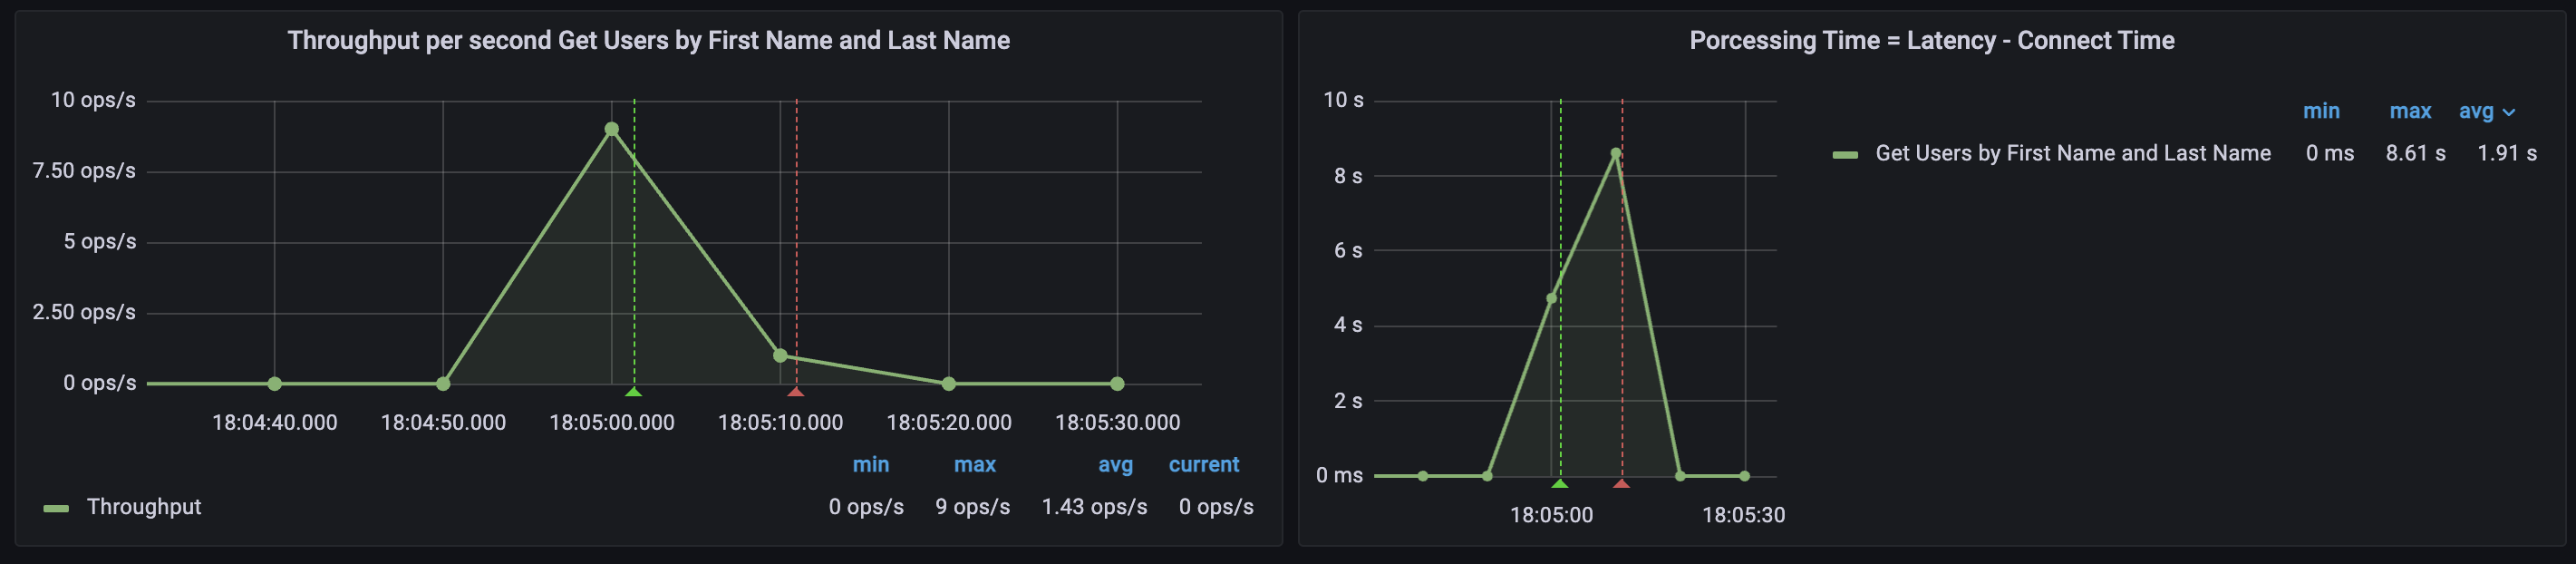 Throughput per second Get Users by First Name and Last Name
10 ops/s
7.50 ops/s
5 ops/s
2.50 ops/s
0 ops/s
18:04:40.000 18:04:50.000 18:05:00.000 18:05:10.000 18:05:20.000 18:05:30.000
min max avg current
Throughput 0 ops/s 9 ops/s 1.43 ops/s 0 ops/s
Porcessing Time = Latency - Connect Time
10 s
8 s
6 s
4 s
2 s
0 ms
18:05:00 18:05:30
min max avg
Get Users by First Name and Last Name 0 ms 8.61 s 1.91 s